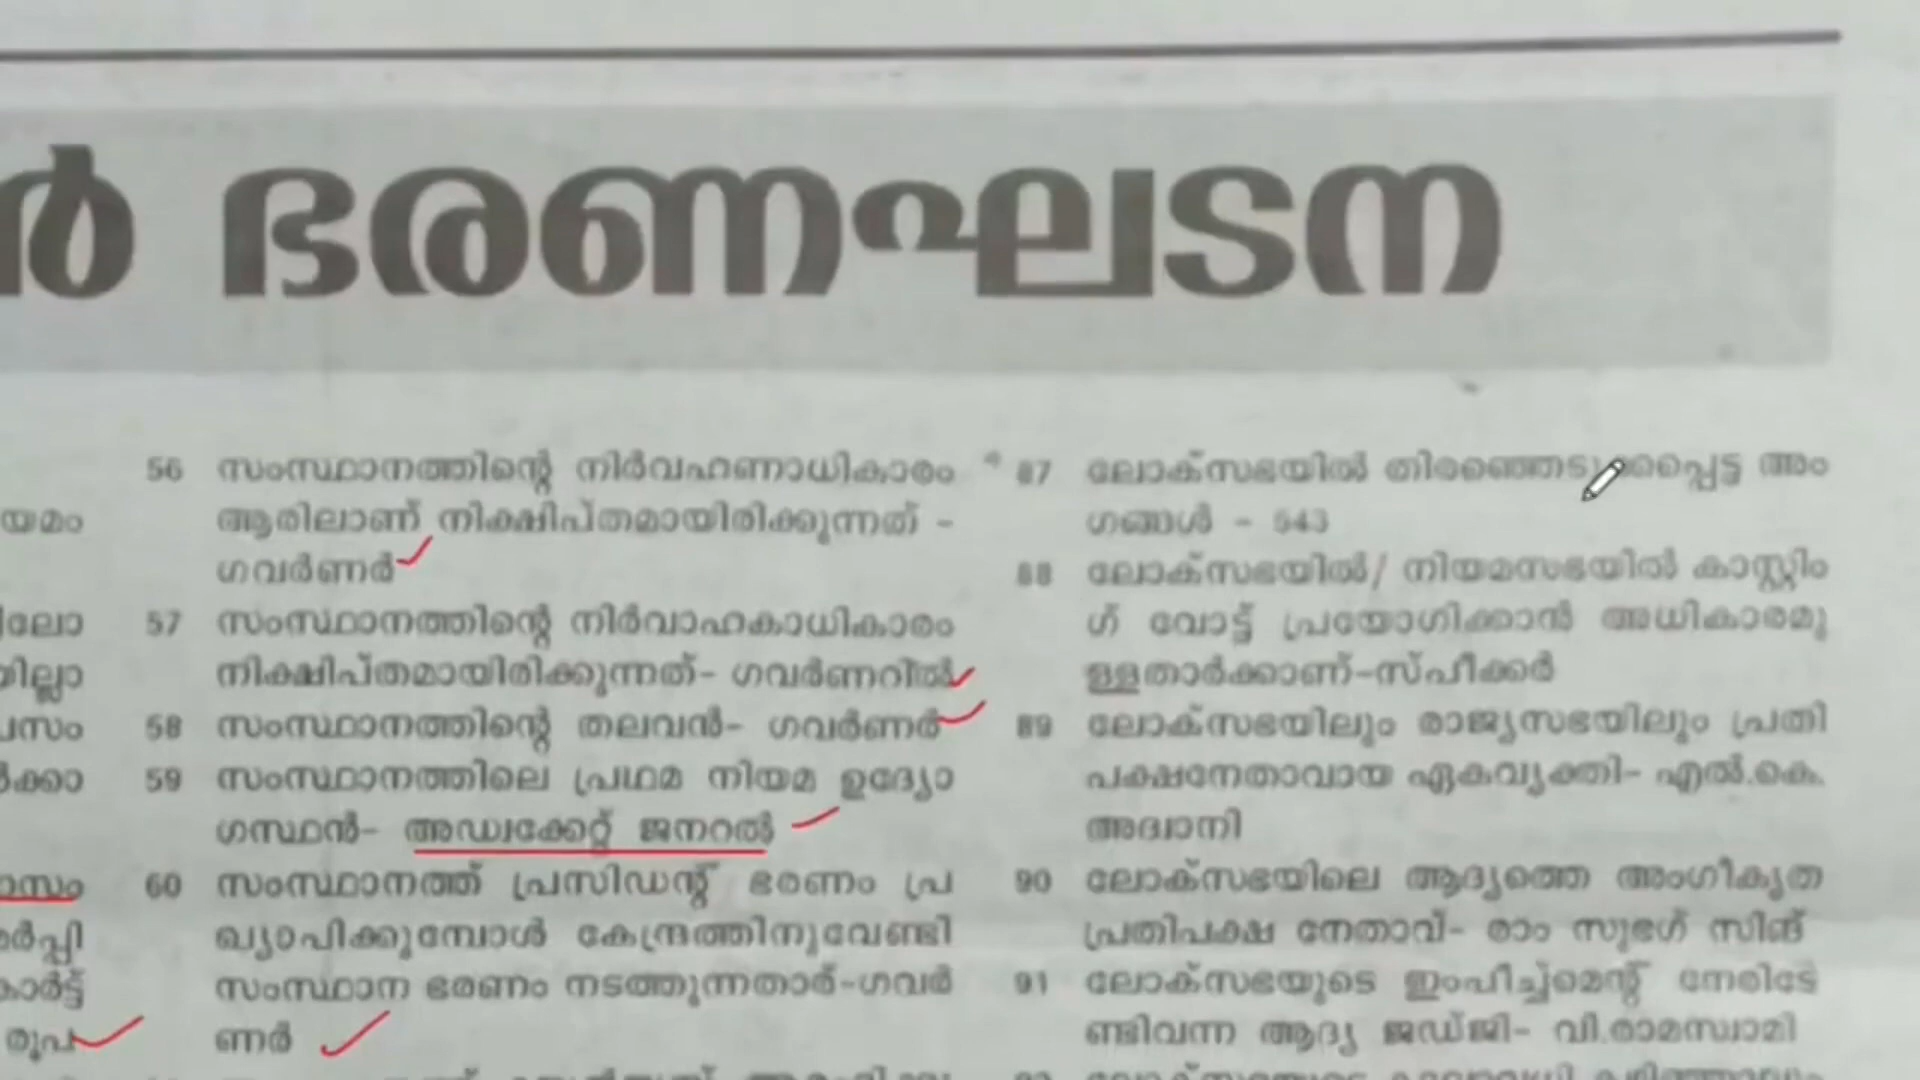 ർ ഭരണഘടന
യമം
ലോ
യില്ലാ
പസം
ർക്കാ
ർപ്പി
കാർട്ട്
രൂപ
56 സംസ്ഥാനത്തിന്റെ നിർവഹണാധികാരം
ആരിലാണ് നിക്ഷിപ്തമായിരിക്കുന്നത് -
ഗവർണർ
57 സംസ്ഥാനത്തിന്റെ നിർവാഹകാധികാരം
നിക്ഷിപ്തമായിരിക്കുന്നത്- ഗവർണറിൽ
58 സംസ്ഥാനത്തിന്റെ തലവൻ- ഗവർണർ
59 സംസ്ഥാനത്തിലെ പ്രഥമ നിയമ ഉദ്യോ
ഗസ്ഥൻ- അഡ്വക്കേറ്റ് ജനറൽ
60 സംസ്ഥാനത്ത് പ്രസിഡന്റ് ഭരണം പ്ര
ഖ്യാപിക്കുമ്പോൾ കേന്ദ്രത്തിനുവേണ്ടി
സംസ്ഥാന ഭരണം നടത്തുന്നതാര്-ഗവർ
ണർ
87 ലോക്സഭയിൽ തിരഞ്ഞെടുക്കപ്പെട്ട അം
ഗങ്ങൾ - 543
88 ലോക്സഭയിൽ/ നിയമസഭയിൽ കാസ്റ്റിം
ഗ് വോട്ട് പ്രയോഗിക്കാൻ അധികാരമു
ള്ളതാർക്കാണ്-സ്പീക്കർ
89 ലോക്സഭയിലും രാജ്യസഭയിലും പ്രതി
പക്ഷനേതാവായ ഏകവ്യക്തി- എൽ.കെ.
അദ്വാനി
90 ലോക്സഭയിലെ ആദ്യത്തെ അംഗീകൃത
പ്രതിപക്ഷ നേതാവ്- രാം സുഭഗ് സിങ്
91 ലോക്സഭയുടെ ഇംപീച്ച്മെന്റ് നേരിടേ
ണ്ടിവന്ന ആദ്യ ജഡ്ജി- വി.രാമസ്വാമി